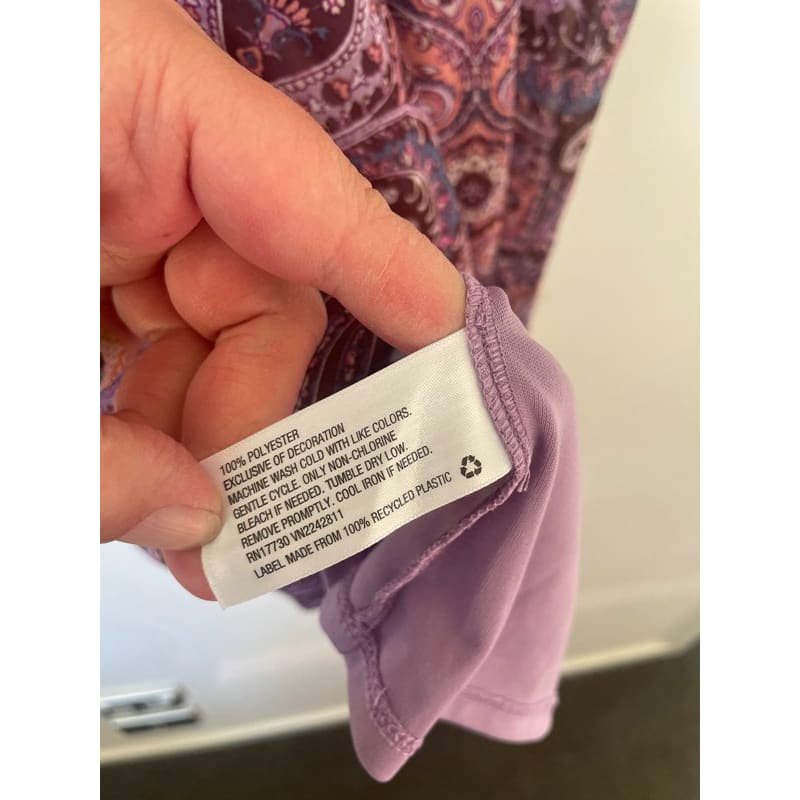 100% POLYESTER
EXCLUSIVE OF DECORATION
MACHINE WASH COLD WITH LIKE COLORS.
GENTLE CYCLE. ONLY NON-CHLORINE
BLEACH IF NEEDED. TUMBLE DRY LOW.
REMOVE PROMPTLY. COOL IRON IF NEEDED.
RN17730 VN2242811
LABEL MADE FROM 100% RECYCLED PLASTIC